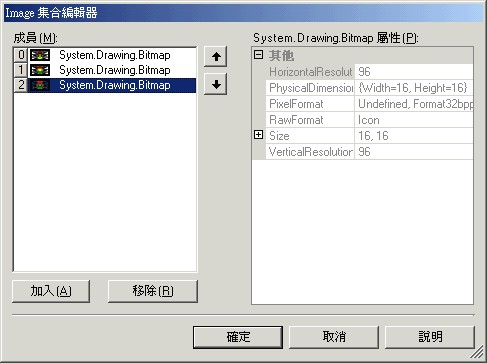 Image 集合編輯器
成員(M):
0 System.Drawing.Bitmap
1 System.Drawing.Bitmap
2 System.Drawing.Bitmap
加入(A) 移除(R)
System.Drawing.Bitmap 屬性(P):
其他
HorizontalResolut 96
PhysicalDimension {Width=16, Height=16}
PixelFormat Undefined, Format32bpp
RawFormat Icon
Size 16, 16
VerticalResolution 96
確定 取消 說明